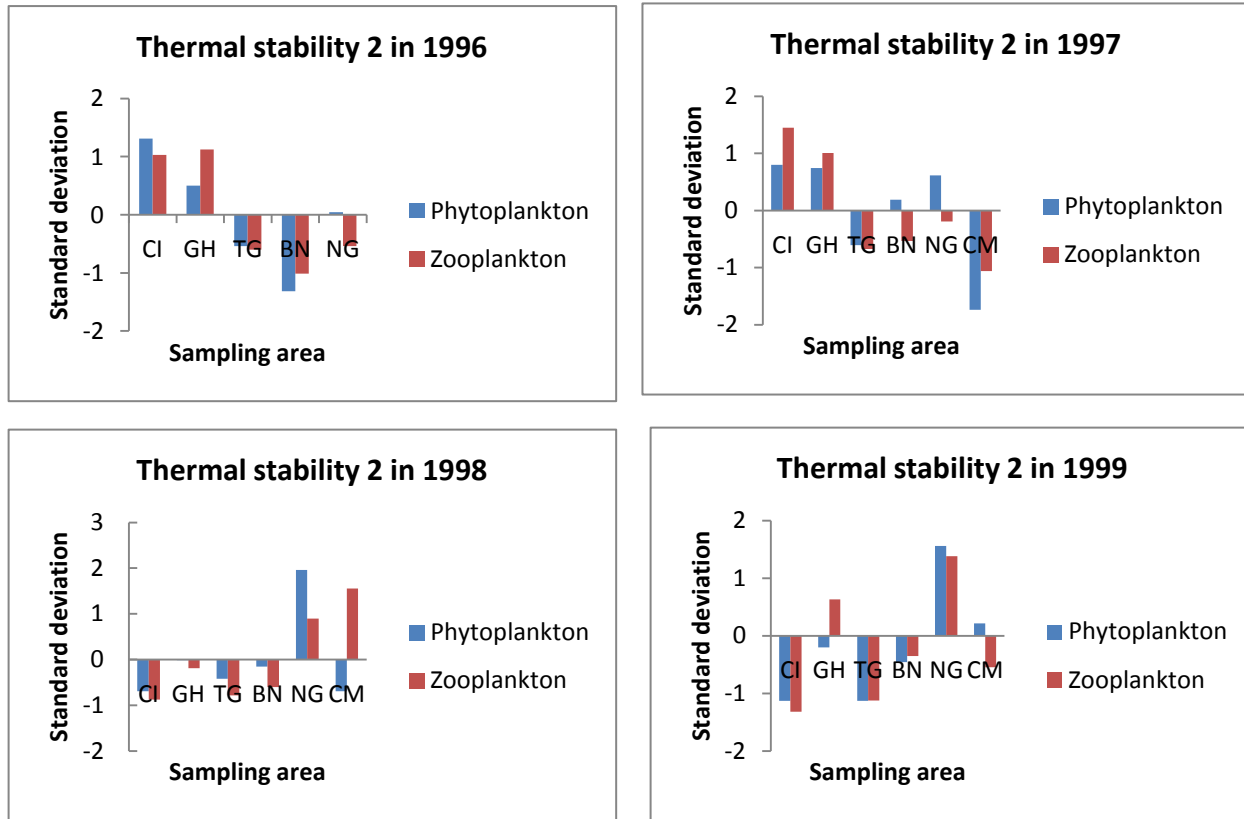 Thermal stability 2 in 1996
Standard deviation
2
1
0
-1
-2
CI GH TG BN NG
Sampling area
Phytoplankton
Zooplankton
Thermal stability 2 in 1997
Standard deviation
2
1
0
-1
-2
CI GH TG BN NG CM
Sampling area
Phytoplankton
Zooplankton
Thermal stability 2 in 1998
Standard deviation
3
2
1
0
-1
-2
CI GH TG BN NG CM
Sampling area
Phytoplankton
Zooplankton
Thermal stability 2 in 1999
Standard deviation
2
1
0
-1
-2
CI GH TG BN NG CM
Sampling area
Phytoplankton
Zooplankton